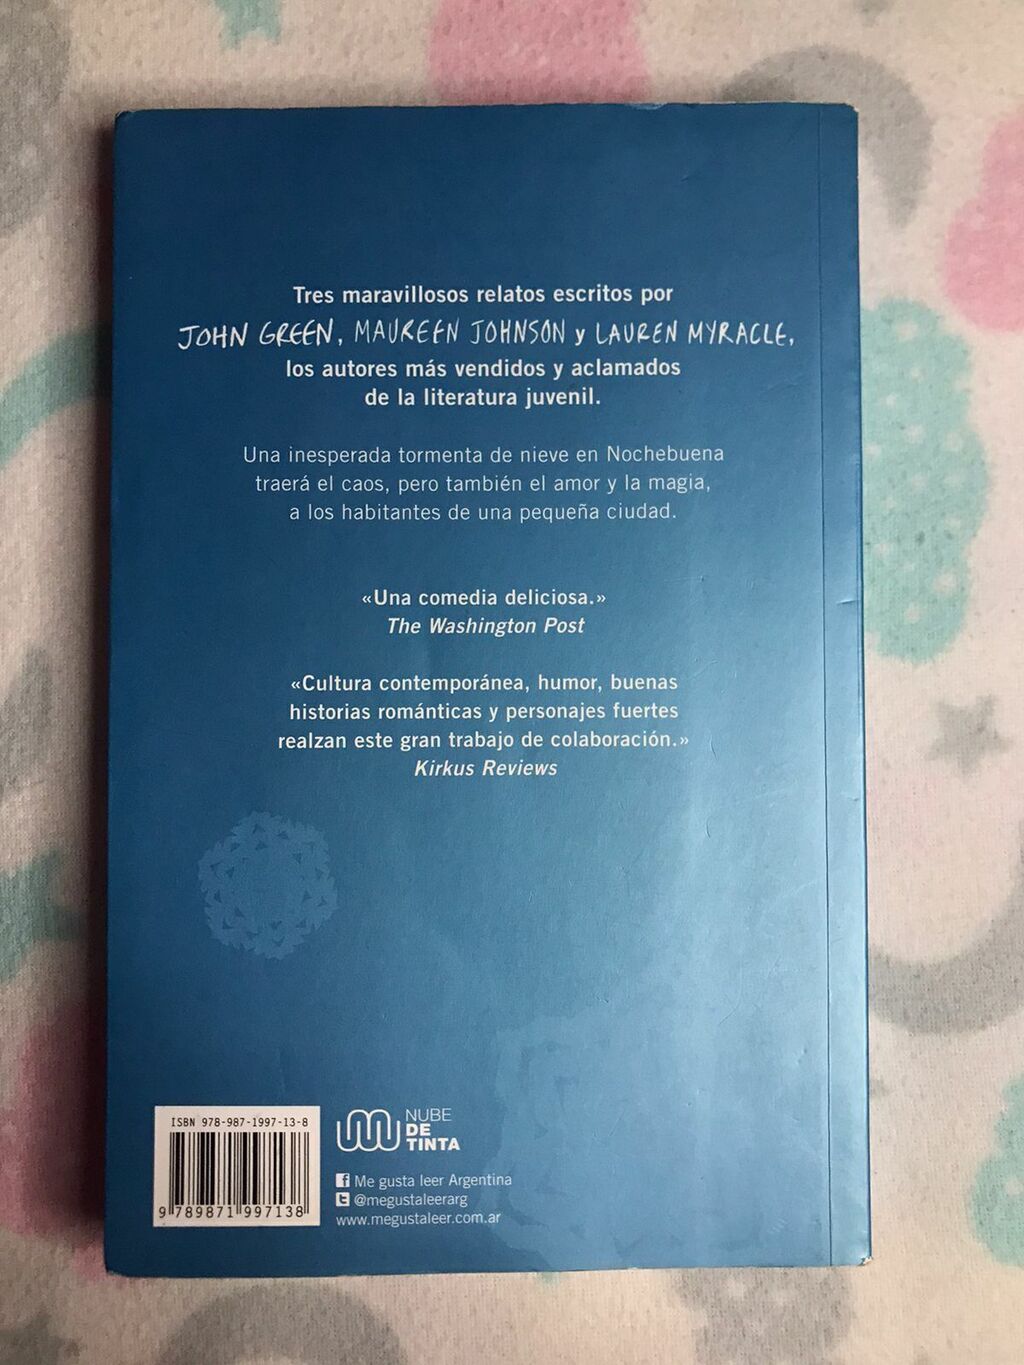 Tres maravillosos relatos escritos por
JOHN GREEN, MAUREEN JOHNSON y LAUREN MYRACLE,
los autores más vendidos y aclamados
de la literatura juvenil.
Una inesperada tormenta de nieve en Nochebuena
traerá el caos, pero también el amor y la magia,
a los habitantes de una pequeña ciudad.
«Una comedia deliciosa.»
The Washington Post
«Cultura contemporánea, humor, buenas
historias románticas y personajes fuertes
realzan este gran trabajo de colaboración.»
Kirkus Reviews
ISBN 978-987-1997-13-8
9 789871 997138
NUBE
DE
TINTA
Me gusta leer Argentina
@megustaleerarg
www.megustaleer.com.ar